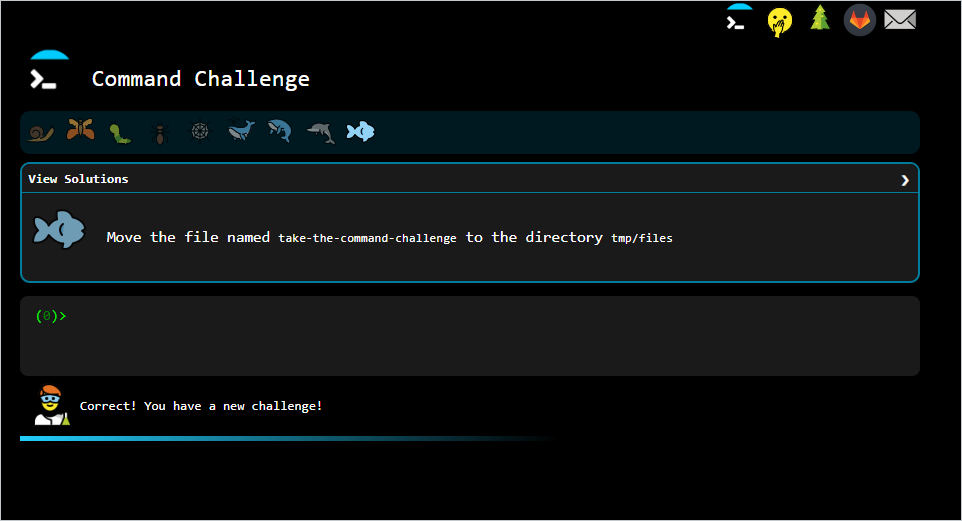 Command Challenge
View Solutions
Move the file named take-the-command-challenge to the directory tmp/files
(0)>
Correct! You have a new challenge!